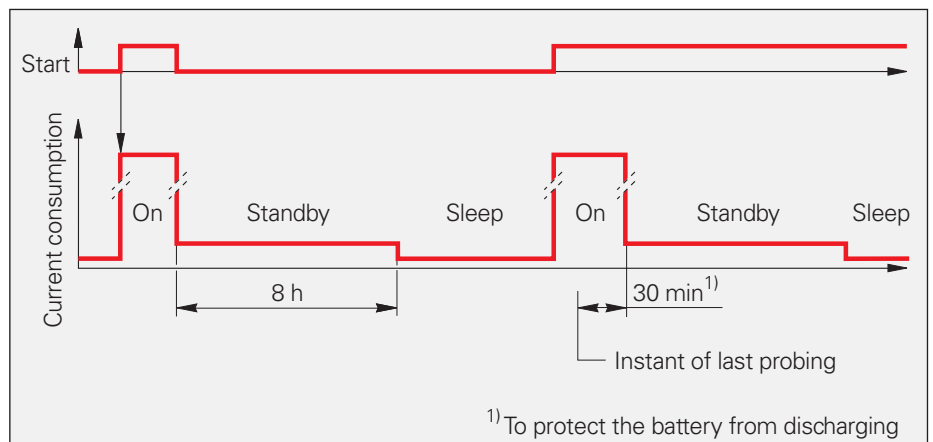 Start
Current consumption
On Standby Sleep On Standby Sleep
8 h 30 min1)
Instant of last probing
1) To protect the battery from discharging